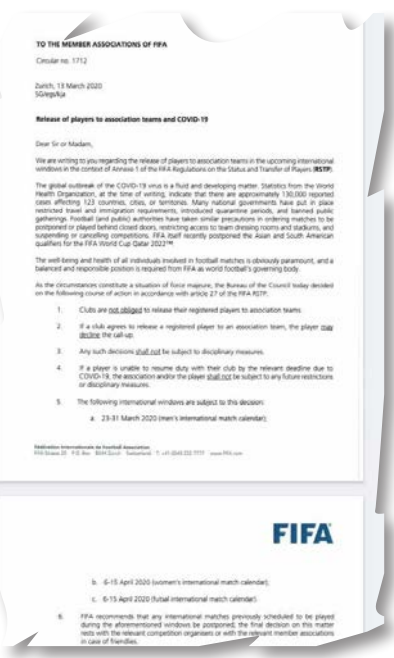 TO THE MEMBER ASSOCIATIONS OF FIFA
Circular no. 1712
Zurich, 13 March 2020
SG/egs/kja
Release of players to association teams and COVID-19
Dear Sir or Madam,
We are writing to you regarding the release of players to association teams in the upcoming international
windows in the context of Annexe 1 of the FIFA Regulations on the Status and Transfer of Players (RSTP).
The global outbreak of the COVID-19 virus is a fluid and developing matter. Statistics from the World
Health Organization, at the time of writing, indicate that there are approximately 130,000 reported
cases affecting 123 countries, cities, or territories. Many national governments have put in place
restricted travel and immigration requirements, introduced quarantine periods, and banned public
gatherings. Football (and public) authorities have taken similar precautions in ordering matches to be
postponed or played behind closed doors, restricting access to team dressing rooms and stadiums, and
suspending or cancelling competitions. FIFA itself recently postponed the Asian and South American
qualifiers for the FIFA World Cup Qatar 2022™.
The well-being and health of all individuals involved in football matches is obviously paramount, and a
balanced and responsible position is required from FIFA as world football's governing body.
As the circumstances constitute a situation of force majeure, the Bureau of the Council today decided
on the following course of action in accordance with article 27 of the FIFA RSTP:
1. Clubs are not obliged to release their registered players to association teams
2. If a club agrees to release a registered player to an association team, the player may
decline the call-up.
3. Any such decisions shall not be subject to disciplinary measures.
4. If a player is unable to resume duty with their club by the relevant deadline due to
COVID-19, the association and/or the player shall not be subject to any future restrictions
or disciplinary measures.
5. The following international windows are subject to this decision:
a. 23-31 March 2020 (men's international match calendar);
Fédération Internationale de Football Association
FIFA-Strasse 20 P.O. Box 8044 Zurich Switzerland T: +41-(0)43-222 7777 www.FIFA.com
FIFA
b. 6-15 April 2020 (women's international match calendar);
c. 6-15 April 2020 (futsal international match calendar).
6. FIFA recommends that any international matches previously scheduled to be played
during the aforementioned windows be postponed; the final decision on this matter
rests with the relevant competition organisers or with the relevant member associations
in case of friendlies.